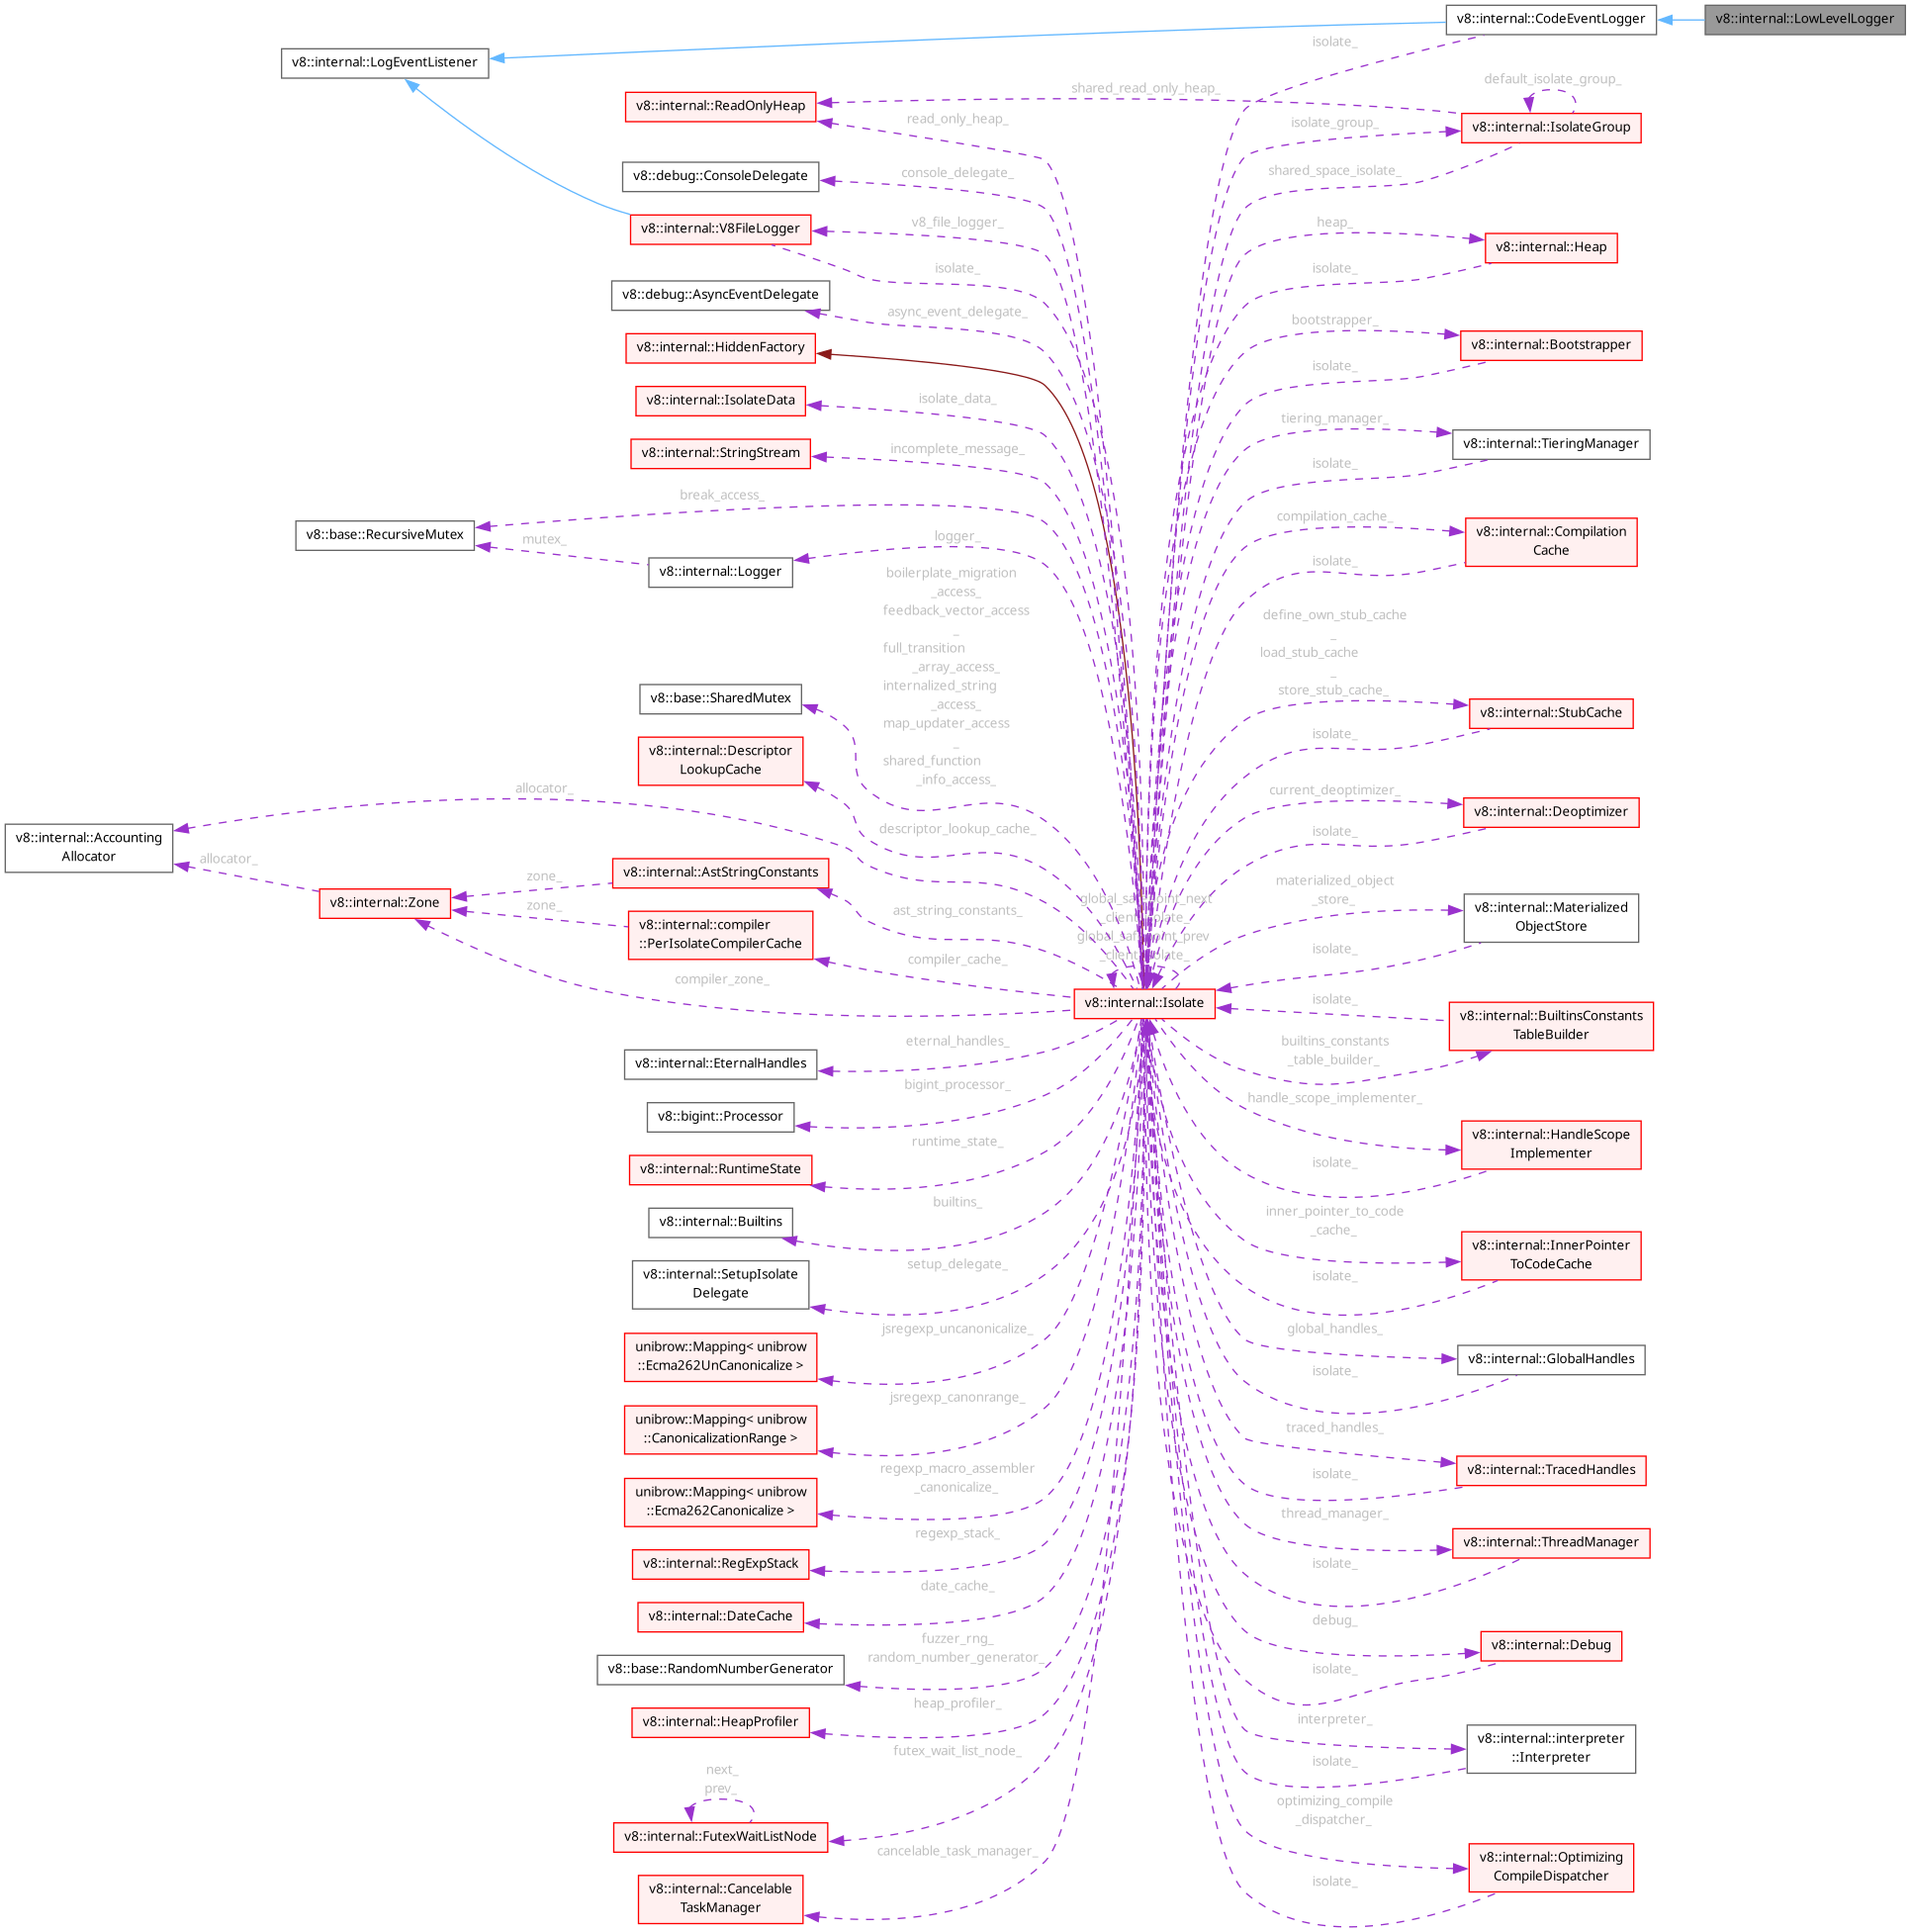 v8::internal::CodeEventLogger
v8::internal::LowLevelLogger
v8::internal::LogEventListener
isolate_
default_isolate_group_
v8::internal::ReadOnlyHeap
shared_read_only_heap_
read_only_heap_
isolate_group_
v8::internal::IsolateGroup
v8::debug::ConsoleDelegate
console_delegate_
shared_space_isolate_
v8::internal::V8FileLogger
v8_file_logger_
heap_
v8::internal::Heap
isolate_
isolate_
v8::debug::AsyncEventDelegate
async_event_delegate_
bootstrapper_
v8::internal::HiddenFactory
v8::internal::Bootstrapper
isolate_
v8::internal::IsolateData
isolate_data_
tiering_manager_
v8::internal::TieringManager
v8::internal::StringStream
incomplete_message_
isolate_
break_access_
v8::base::RecursiveMutex
mutex_
compilation_cache_
v8::internal::Compilation
Cache
logger_
v8::internal::Logger
isolate_
boilerplate_migration
_access_
feedback_vector_access
_
full_transition
_array_access_
internalized_string
_access_
map_updater_access
_
shared_function
_info_access_
define_own_stub_cache
_
load_stub_cache
_
store_stub_cache_
v8::base::SharedMutex
v8::internal::StubCache
isolate_
v8::internal::Descriptor
LookupCache
descriptor_lookup_cache_
allocator_
current_deoptimizer_
v8::internal::Deoptimizer
isolate_
v8::internal::Accounting
Allocator
allocator_
v8::internal::Zone
zone_
zone_
v8::internal::AstStringConstants
ast_string_constants_
global_safepoint_next
_client_isolate_
global_safepoint_prev
_client_isolate_
materialized_object
_store_
v8::internal::Materialized
ObjectStore
v8::internal::compiler
::PerIsolateCompilerCache
compiler_cache_
isolate_
compiler_zone_
v8::internal::Isolate
isolate_
v8::internal::BuiltinsConstants
TableBuilder
eternal_handles_
v8::internal::EternalHandles
builtins_constants
_table_builder_
bigint_processor_
v8::bigint::Processor
handle_scope_implementer_
v8::internal::HandleScope
Implementer
runtime_state_
v8::internal::RuntimeState
isolate_
builtins_
v8::internal::Builtins
inner_pointer_to_code
_cache_
v8::internal::InnerPointer
ToCodeCache
setup_delegate_
v8::internal::SetupIsolate
Delegate
isolate_
jsregexp_uncanonicalize_
unibrow::Mapping< unibrow
::Ecma262UnCanonicalize >
global_handles_
v8::internal::GlobalHandles
isolate_
jsregexp_canonrange_
unibrow::Mapping< unibrow
::CanonicalizationRange >
traced_handles_
v8::internal::TracedHandles
isolate_
regexp_macro_assembler
_canonicalize_
unibrow::Mapping< unibrow
::Ecma262Canonicalize >
thread_manager_
v8::internal::ThreadManager
isolate_
regexp_stack_
v8::internal::RegExpStack
date_cache_
v8::internal::DateCache
debug_
v8::internal::Debug
isolate_
fuzzer_rng_
random_number_generator_
v8::base::RandomNumberGenerator
heap_profiler_
v8::internal::HeapProfiler
interpreter_
v8::internal::interpreter
::Interpreter
isolate_
futex_wait_list_node_
next_
prev_
v8::internal::FutexWaitListNode
optimizing_compile
_dispatcher_
v8::internal::Optimizing
CompileDispatcher
isolate_
cancelable_task_manager_
v8::internal::Cancelable
TaskManager